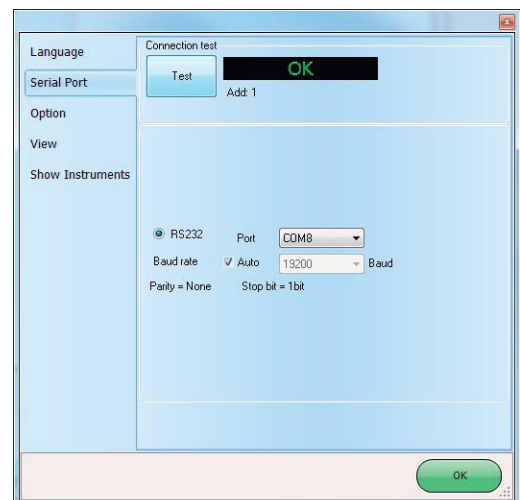 Language
Serial Port
Option
View
Show Instruments
Connection test
Test
OK
Add: 1
RS232 Port COM8
Baud rate Auto 19200 Baud
Parity = None Stop bit = 1bit
OK